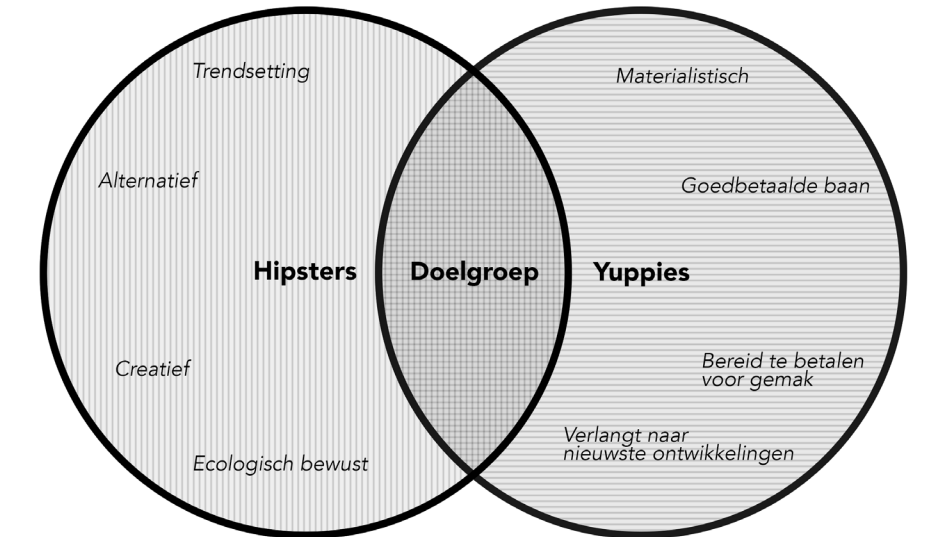 Trendsetting
Materialistisch
Alternatief
Goedbetaalde baan
Hipsters
Doelgroep
Yuppies
Creatief
Bereid te betalen
voor gemak
Ecologisch bewust
Verlangt naar
nieuwste ontwikkelingen